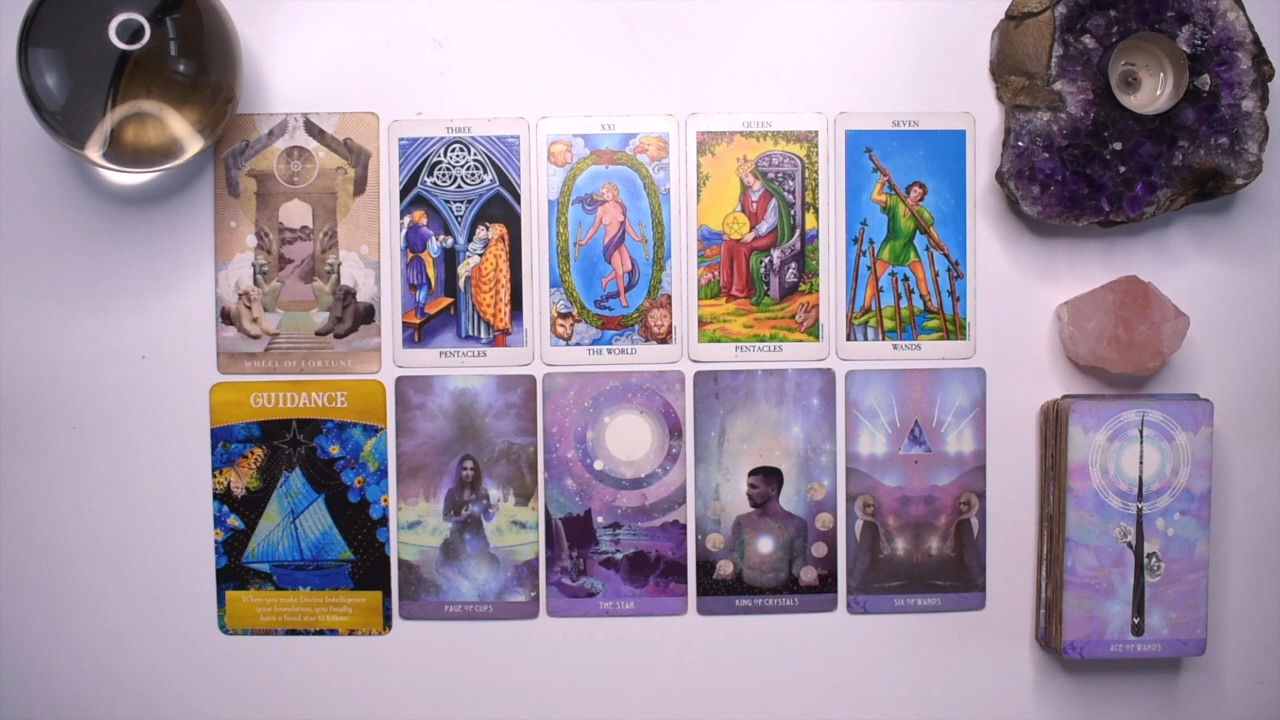 WHEEL OF FORTUNE
THREE
PENTACLES
XXI
THE WORLD
QUEEN
PENTACLES
SEVEN
WANDS
GUIDANCE
When you make Divine Intelligence
your foundation, you finally
have a fixed star to follow
PAGE OF CUPS
THE STAR
KING OF CRYSTALS
SIX OF WANDS
ACE OF WANDS